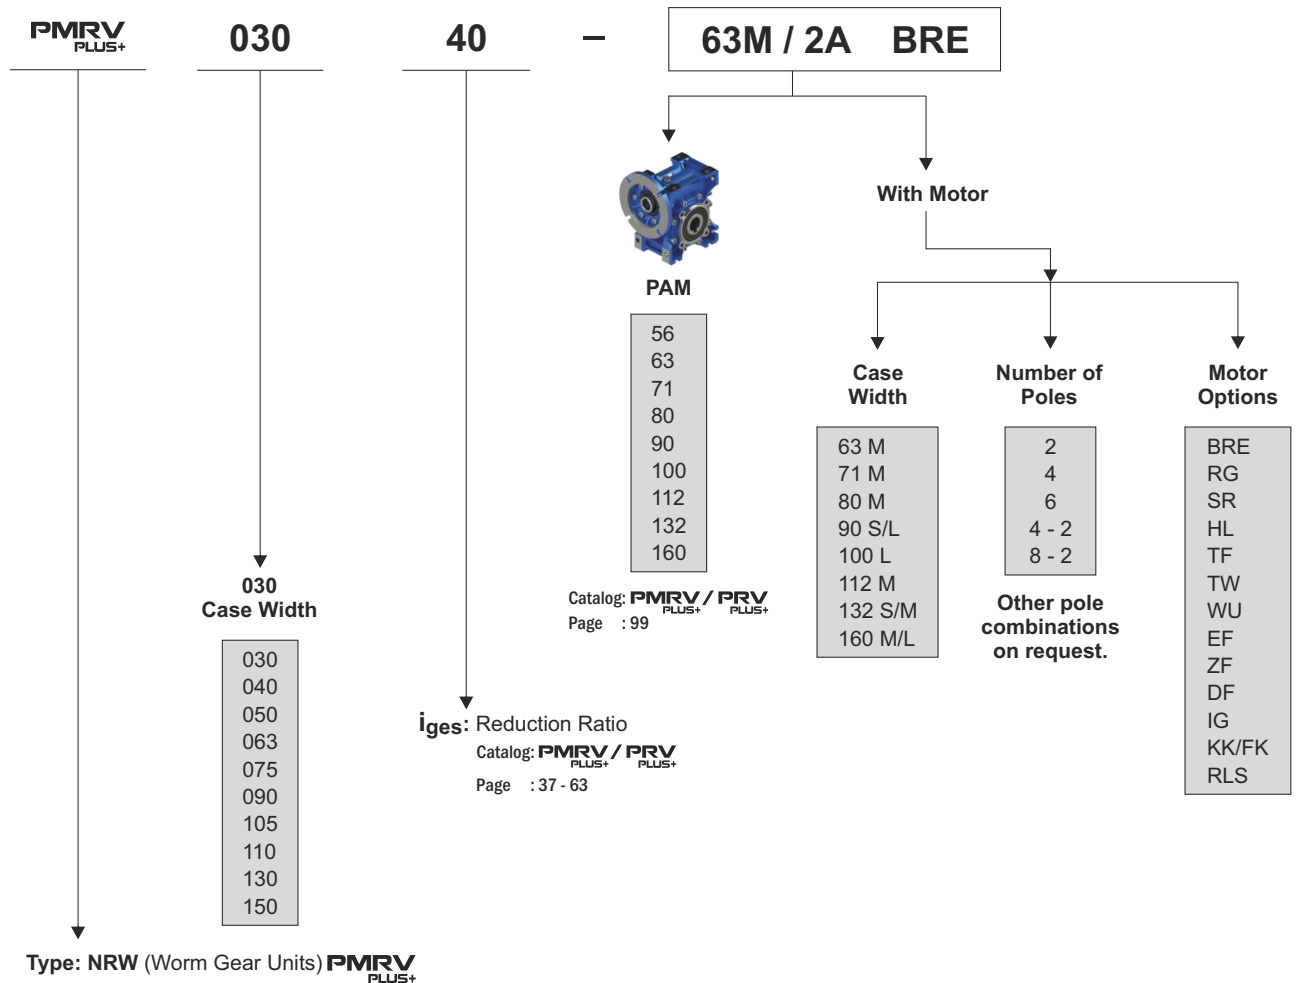 PMRV PLUS+ 030 40 – 63M / 2A BRE
With Motor
PAM
56
63
71
80
90
100
112
132
160
Catalog: PMRV PLUS+ / PRV PLUS+
Page : 99
Case
Width
63 M
71 M
80 M
90 S/L
100 L
112 M
132 S/M
160 M/L
Number of
Poles
2
4
6
4 - 2
8 - 2
Other pole
combinations
on request.
Motor
Options
BRE
RG
SR
HL
TF
TW
WU
EF
ZF
DF
IG
KK/FK
RLS
030
Case Width
030
040
050
063
075
090
105
110
130
150
iges: Reduction Ratio
Catalog: PMRV PLUS+ / PRV PLUS+
Page : 37 - 63
Type: NRW (Worm Gear Units) PMRV PLUS+